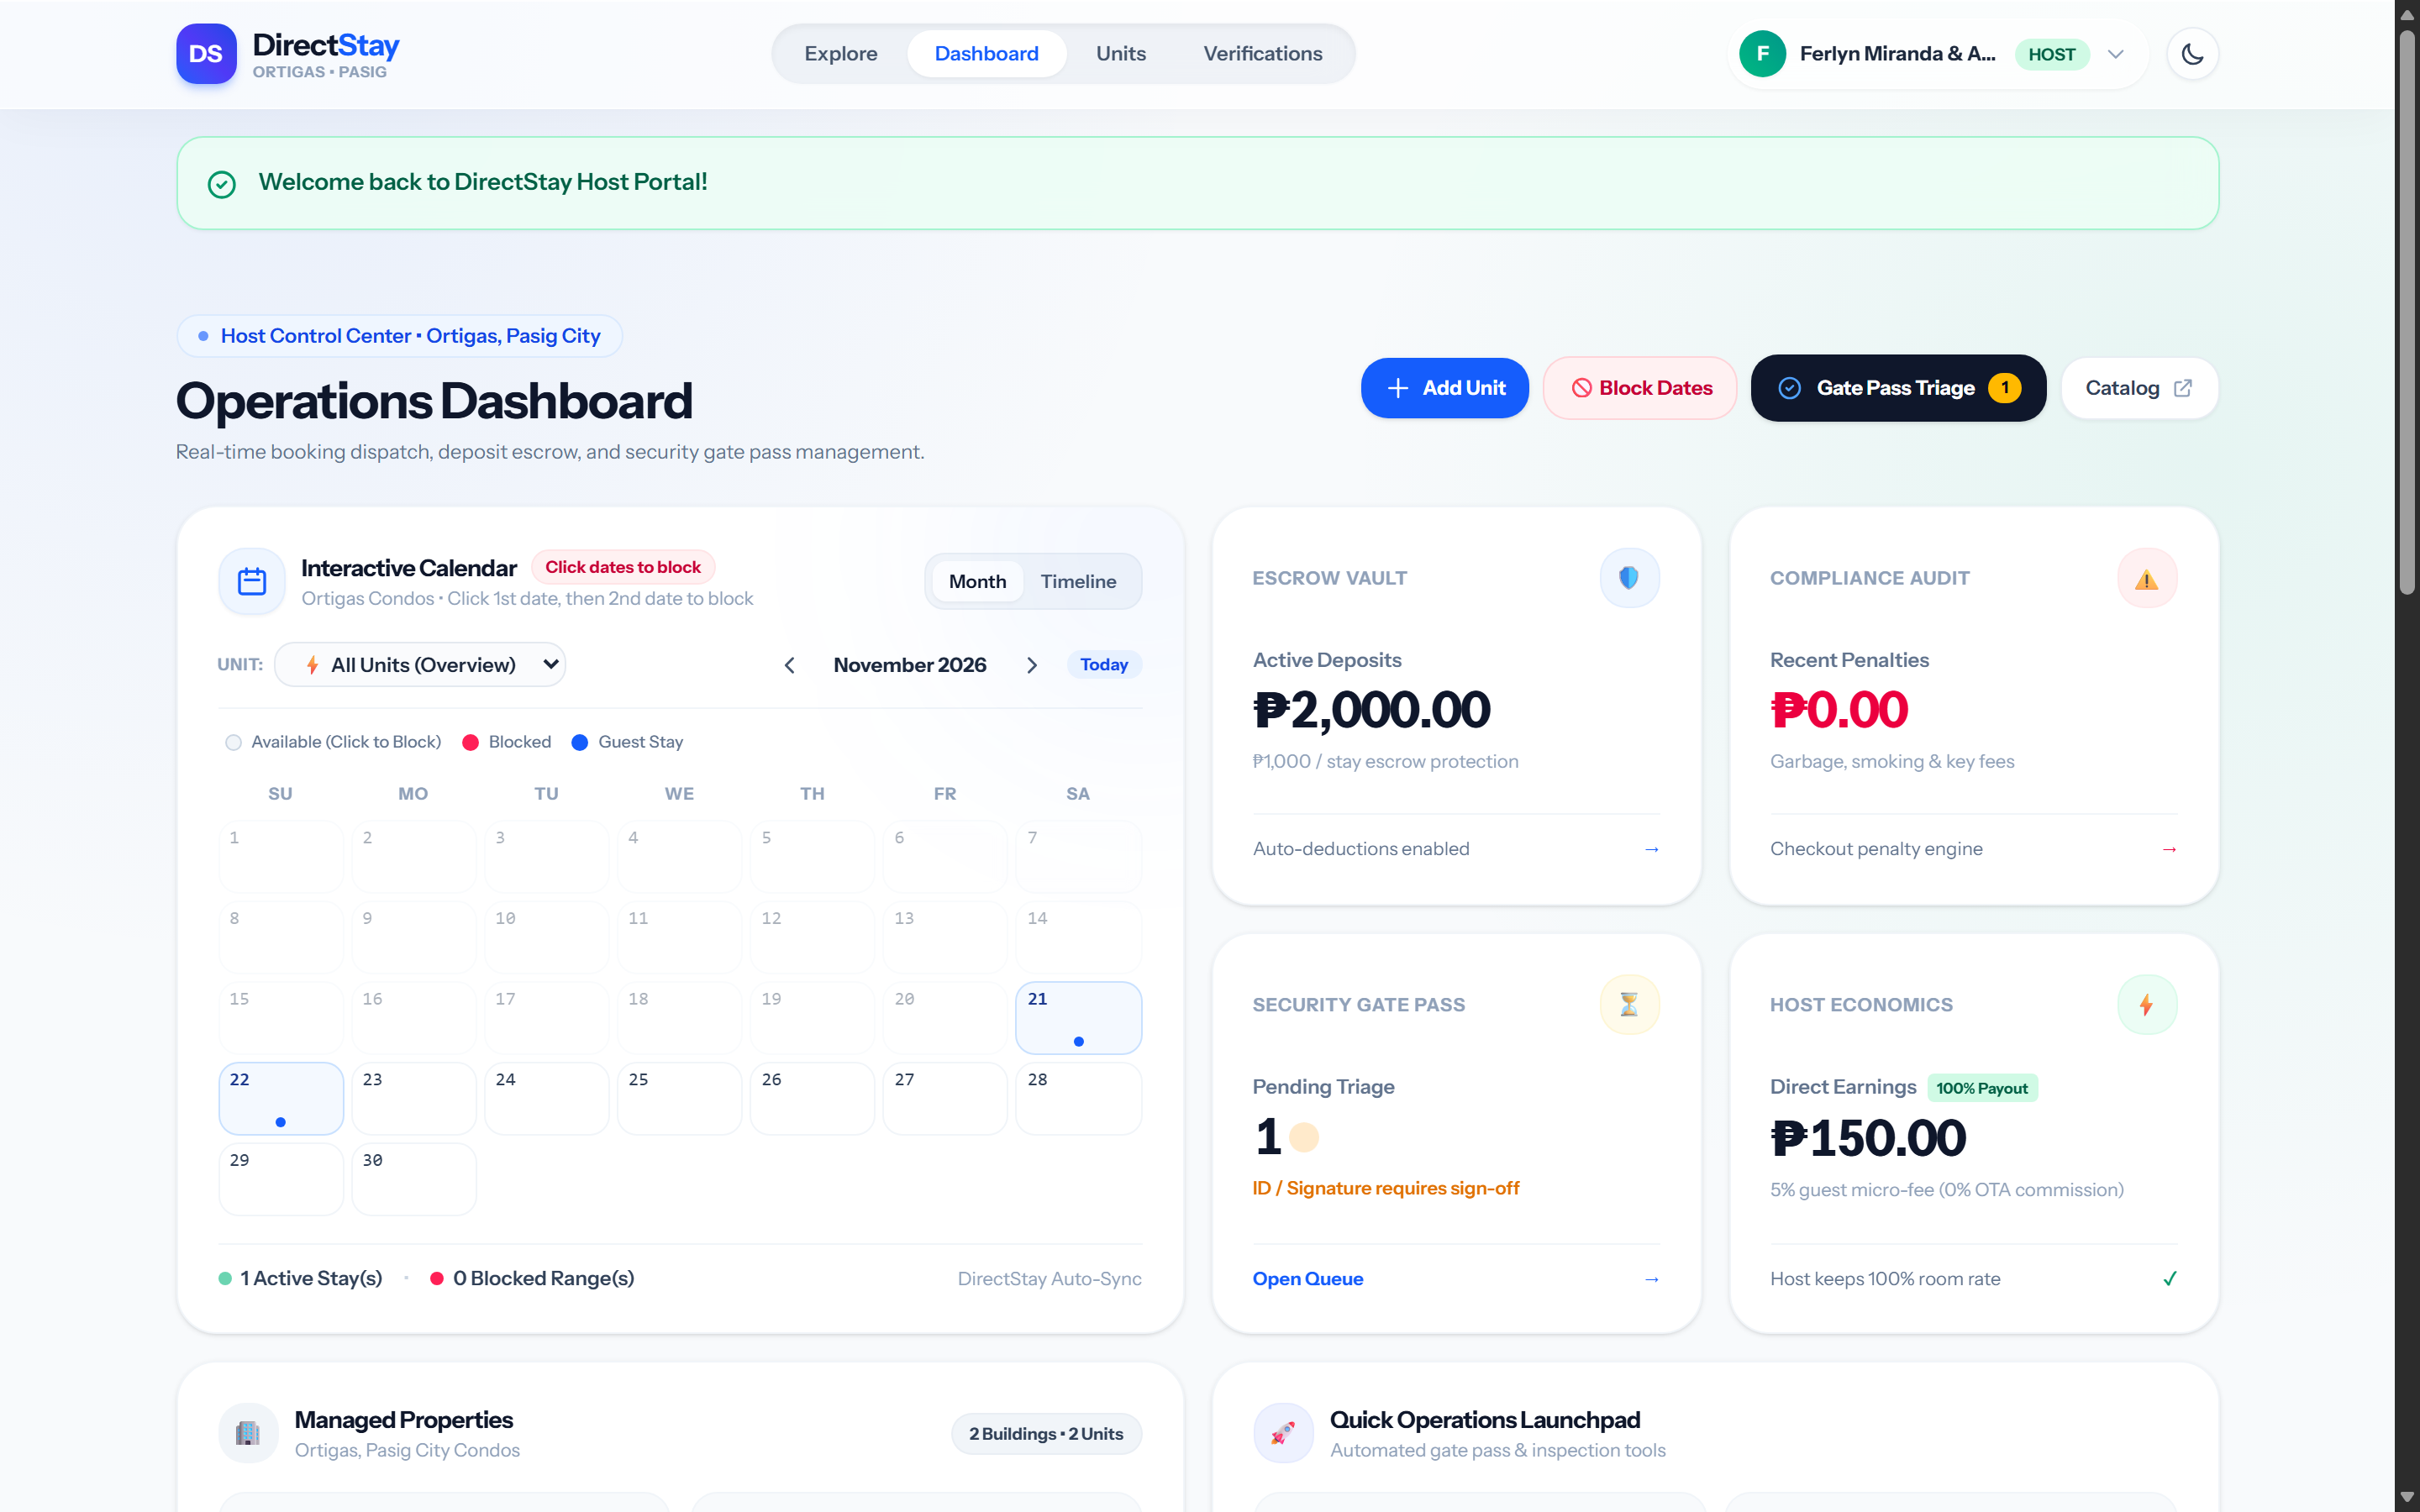 DS
DirectStay
ORTIGAS • PASIG
Explore
Dashboard
Units
Verifications
F
Ferlyn Miranda & A...
HOST
Welcome back to DirectStay Host Portal!
Host Control Center • Ortigas, Pasig City
Operations Dashboard
Real-time booking dispatch, deposit escrow, and security gate pass management.
Add Unit
Block Dates
Gate Pass Triage 1
Catalog
Interactive Calendar
Click dates to block
Ortigas Condos • Click 1st date, then 2nd date to block
Month
Timeline
UNIT:
All Units (Overview)
November 2026
Today
Available (Click to Block)
Blocked
Guest Stay
SU MO TU WE TH FR SA
1 2 3 4 5 6 7
8 9 10 11 12 13 14
15 16 17 18 19 20 21
22 23 24 25 26 27 28
29 30
1 Active Stay(s) • 0 Blocked Range(s)
DirectStay Auto-Sync
ESCROW VAULT
Active Deposits
₱2,000.00
₱1,000 / stay escrow protection
Auto-deductions enabled →
COMPLIANCE AUDIT
Recent Penalties
₱0.00
Garbage, smoking & key fees
Checkout penalty engine →
SECURITY GATE PASS
Pending Triage
1
ID / Signature requires sign-off
Open Queue →
HOST ECONOMICS
Direct Earnings
100% Payout
₱150.00
5% guest micro-fee (0% OTA commission)
Host keeps 100% room rate ✓
Managed Properties
Ortigas, Pasig City Condos
2 Buildings • 2 Units
Quick Operations Launchpad
Automated gate pass & inspection tools